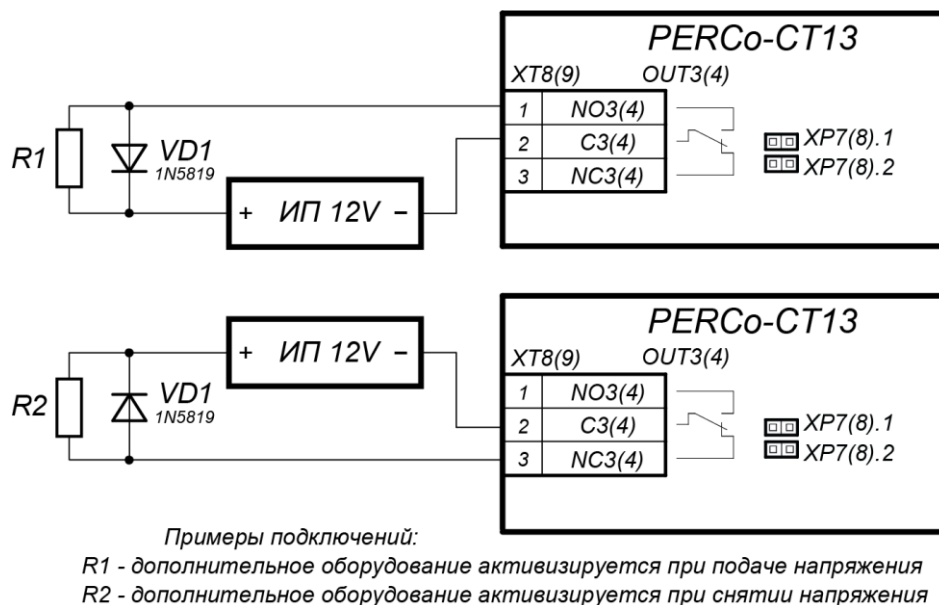 PERCo-CT13
XT8(9) OUT3(4)
1 NO3(4)
2 C3(4)
3 NC3(4)
XP7(8).1
XP7(8).2
R1
VD1
1N5819
+ ИП 12V −
PERCo-CT13
XT8(9) OUT3(4)
1 NO3(4)
2 C3(4)
3 NC3(4)
XP7(8).1
XP7(8).2
+ ИП 12V −
R2
VD1
1N5819
Примеры подключений:
R1 - дополнительное оборудование активизируется при подаче напряжения
R2 - дополнительное оборудование активизируется при снятии напряжения